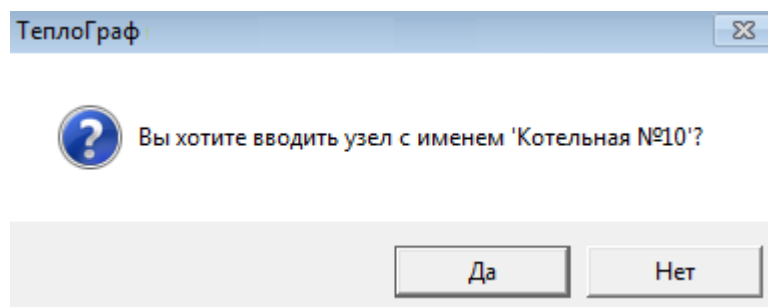 ТеплоГраф
Вы хотите вводить узел с именем 'Котельная №10'?
Да
Нет